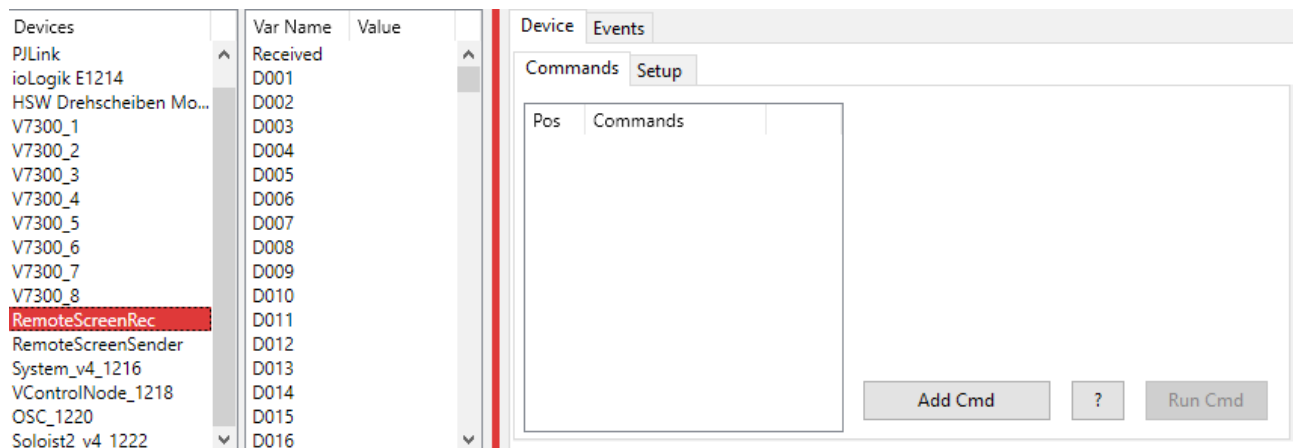 Devices
PJLink
ioLogik E1214
HSW Drehscheiben Mo...
V7300_1
V7300_2
V7300_3
V7300_4
V7300_5
V7300_6
V7300_7
V7300_8
RemoteScreenRec
RemoteScreenSender
System_v4_1216
VControlNode_1218
OSC_1220
Soloist2_v4_1222
Var Name Value
Received
D001
D002
D003
D004
D005
D006
D007
D008
D009
D010
D011
D012
D013
D014
D015
D016
Device Events
Commands Setup
Pos Commands
Add Cmd ? Run Cmd